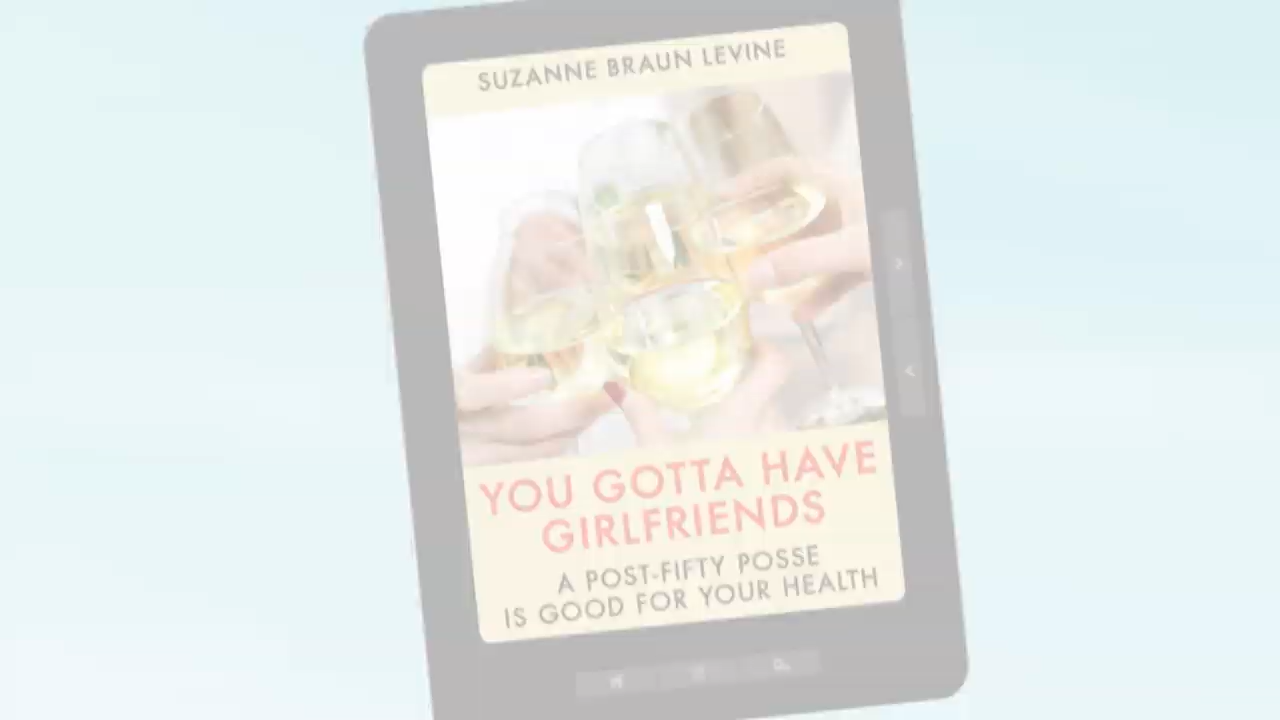 SUZANNE BRAUN LEVINE
YOU GOTTA HAVE
GIRLFRIENDS
A POST-FIFTY POSSE
IS GOOD FOR YOUR HEALTH